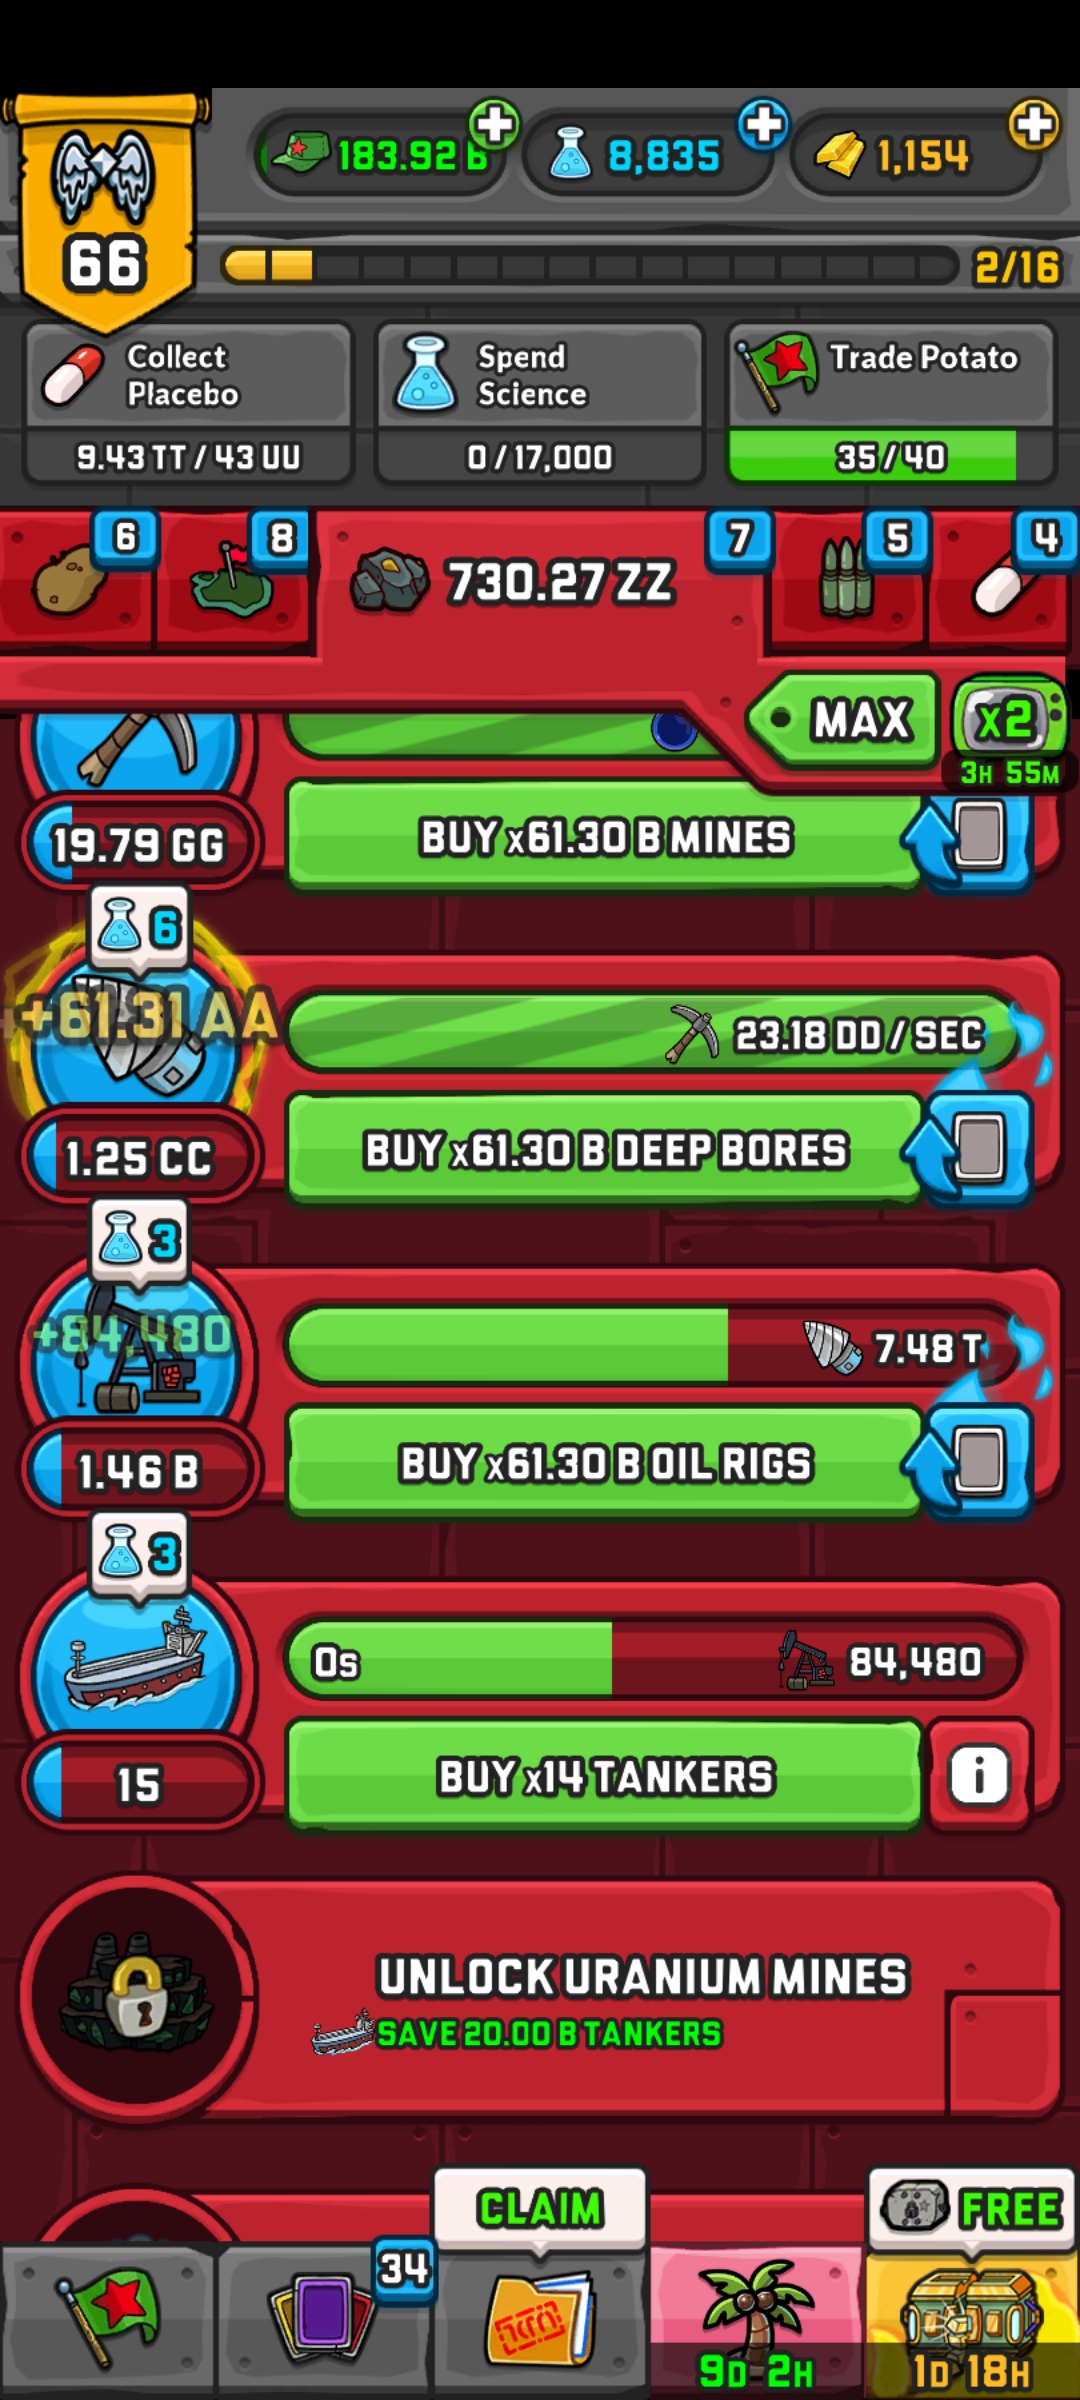 183.92 B
8,835
1,154
66
2/16
Collect
Placebo
9.43 TT / 43 UU
Spend
Science
0 / 17,000
Trade Potato
35 / 40
6
8
730.27 ZZ
7
5
4
MAX
x2
3H 55M
19.79 GG
BUY x61.30 B MINES
6
+61.31 AA
23.18 DD / SEC
1.25 CC
BUY x61.30 B DEEP BORES
3
+84,480
7.48 T
1.46 B
BUY x61.30 B OIL RIGS
3
0s
84,480
15
BUY x14 TANKERS
i
UNLOCK URANIUM MINES
SAVE 20.00 B TANKERS
CLAIM
FREE
34
9D 2H
1D 18H